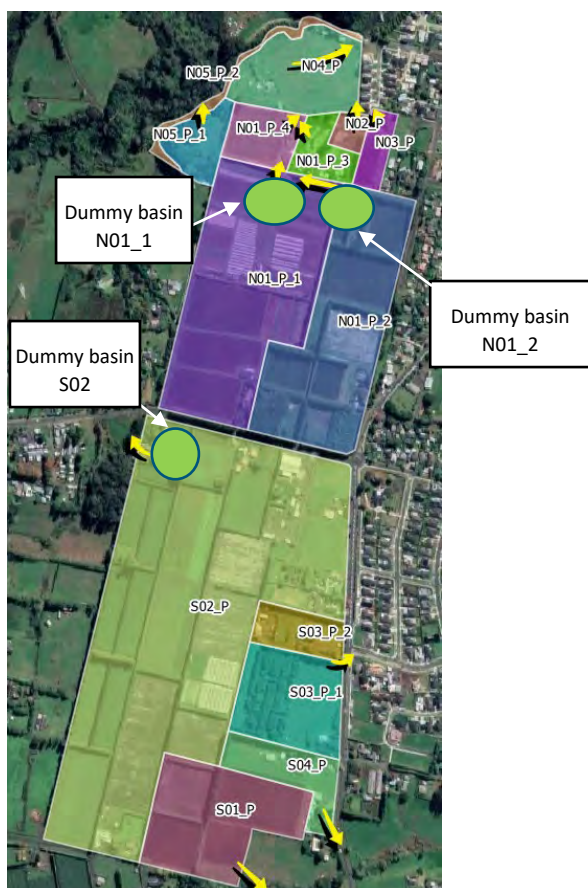 N04_P
N05_P_2
N05_P_1
N01_P_4
N02_P
N03_P
N01_P_3
Dummy basin
N01_1
N01_P_1
N01_P_2
Dummy basin
N01_2
Dummy basin
S02
S02_P
S03_P_2
S03_P_1
S04_P
S01_P